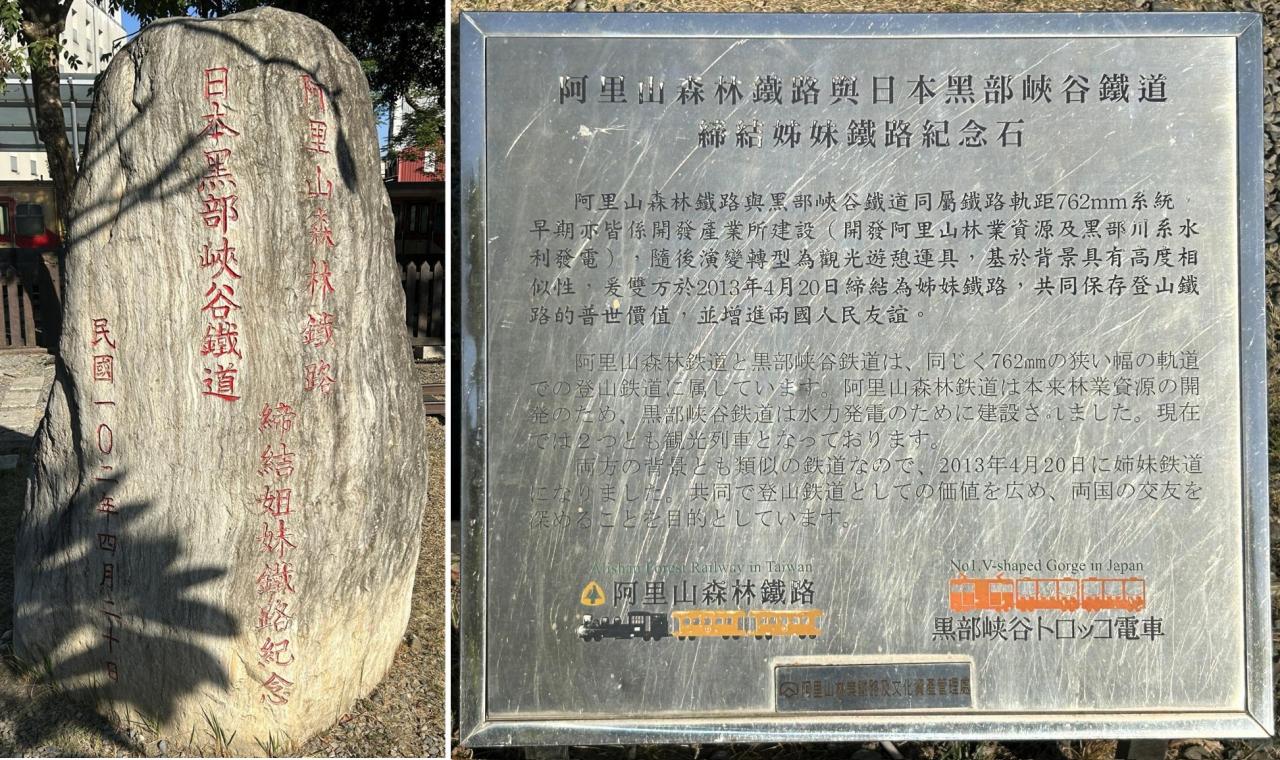 阿里山森林鐵路
日本黑部峽谷鐵道
締結姐妹鐵路紀念
民國一〇二年四月二十日
阿里山森林鐵路與日本黑部峽谷鐵道
締結姊妹鐵路紀念石
阿里山森林鐵路與黑部峽谷鐵道同屬鐵路軌距762mm系統，
早期亦皆係開發產業所建設（開發阿里山林業資源及黑部川系水
利發電），隨後演變轉型為觀光遊憩運具，基於背景具有高度相
似性，爰雙方於2013年4月20日締結為姊妹鐵路，共同保存登山鐵
路的普世價值，並增進兩國人民友誼。
阿里山森林鉄道と黒部峡谷鉄道は、同じく762mmの狭い幅の軌道
での登山鉄道に属しています。阿里山森林鉄道は本来林業資源の開
発のため、黒部峡谷鉄道は水力発電のために建設されました。現在
では２つとも観光列車となっております。
両方の背景とも類似の鉄道なので、2013年4月20日に姉妹鉄道
になりました。共同で登山鉄道としての価値を広め、両国の交友を
深めることを目的としています。
Alishan Forest Railway in Taiwan
阿里山森林鐵路
No1.V-shaped Gorge in Japan
黒部峡谷トロッコ電車
阿里山林業鐵路及文化資產管理處